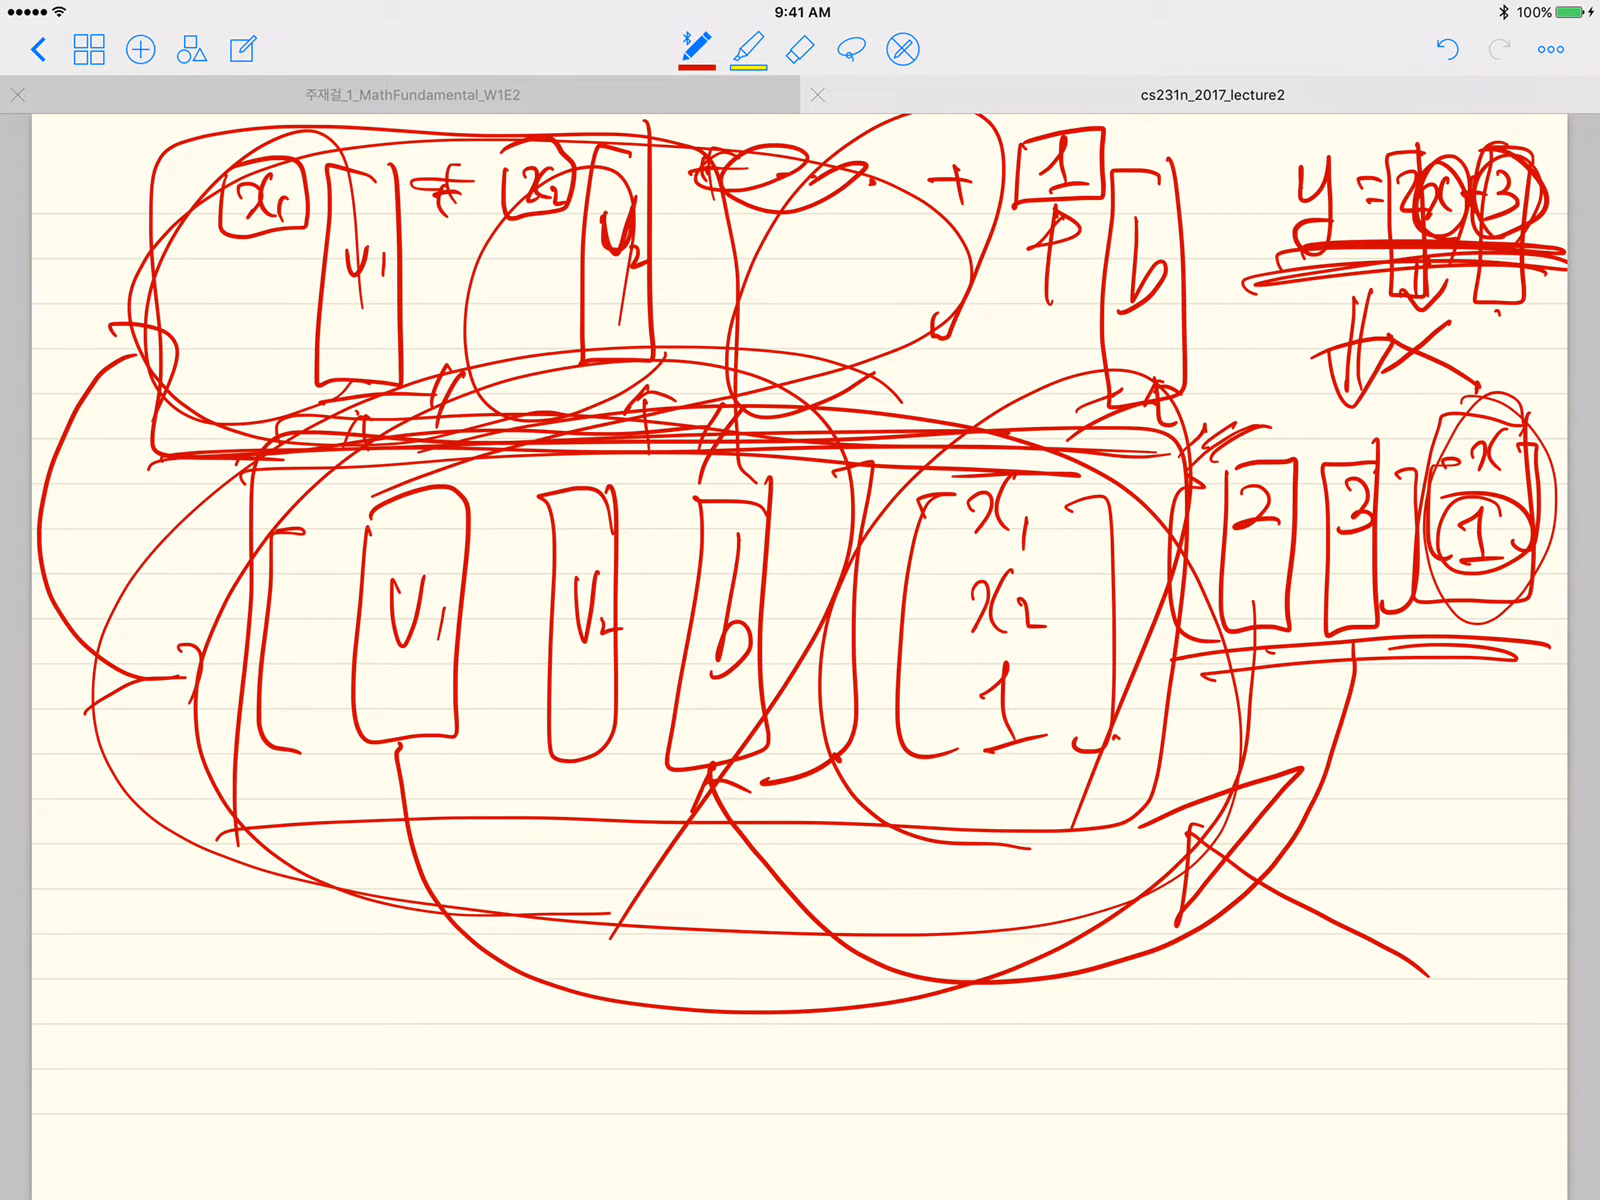 9:41 AM
100%
주재걸_1_MathFundamental_W1E2
cs231n_2017_lecture2
x₁ v₁ + x₂ v₂ + 1 b
y = 2x+3
v₁ v₂ b
x₁
x₂
1
2 3
x
1